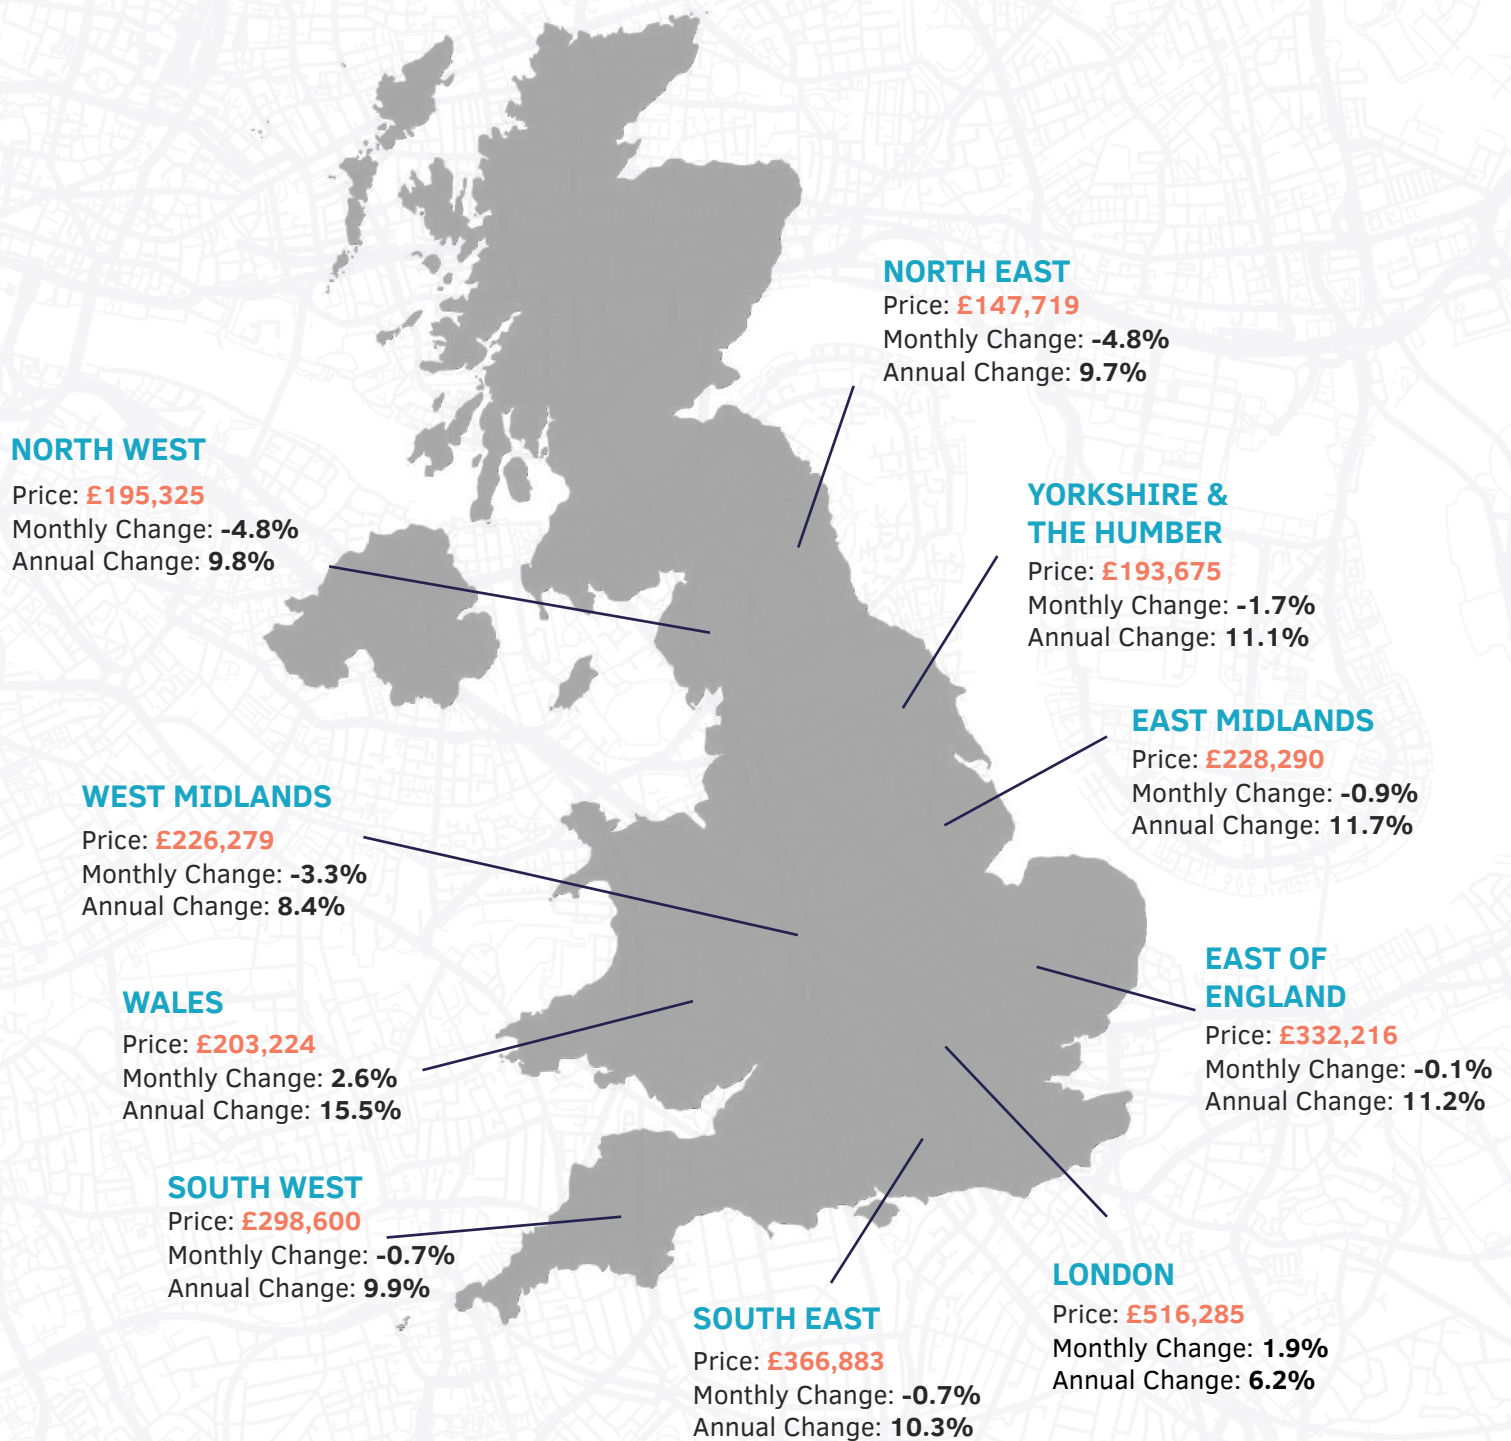 NORTH EAST
Price: £147,719
Monthly Change: -4.8%
Annual Change: 9.7%
NORTH WEST
Price: £195,325
Monthly Change: -4.8%
Annual Change: 9.8%
YORKSHIRE &
THE HUMBER
Price: £193,675
Monthly Change: -1.7%
Annual Change: 11.1%
EAST MIDLANDS
Price: £228,290
Monthly Change: -0.9%
Annual Change: 11.7%
WEST MIDLANDS
Price: £226,279
Monthly Change: -3.3%
Annual Change: 8.4%
EAST OF
ENGLAND
Price: £332,216
Monthly Change: -0.1%
Annual Change: 11.2%
WALES
Price: £203,224
Monthly Change: 2.6%
Annual Change: 15.5%
SOUTH WEST
Price: £298,600
Monthly Change: -0.7%
Annual Change: 9.9%
LONDON
Price: £516,285
Monthly Change: 1.9%
Annual Change: 6.2%
SOUTH EAST
Price: £366,883
Monthly Change: -0.7%
Annual Change: 10.3%